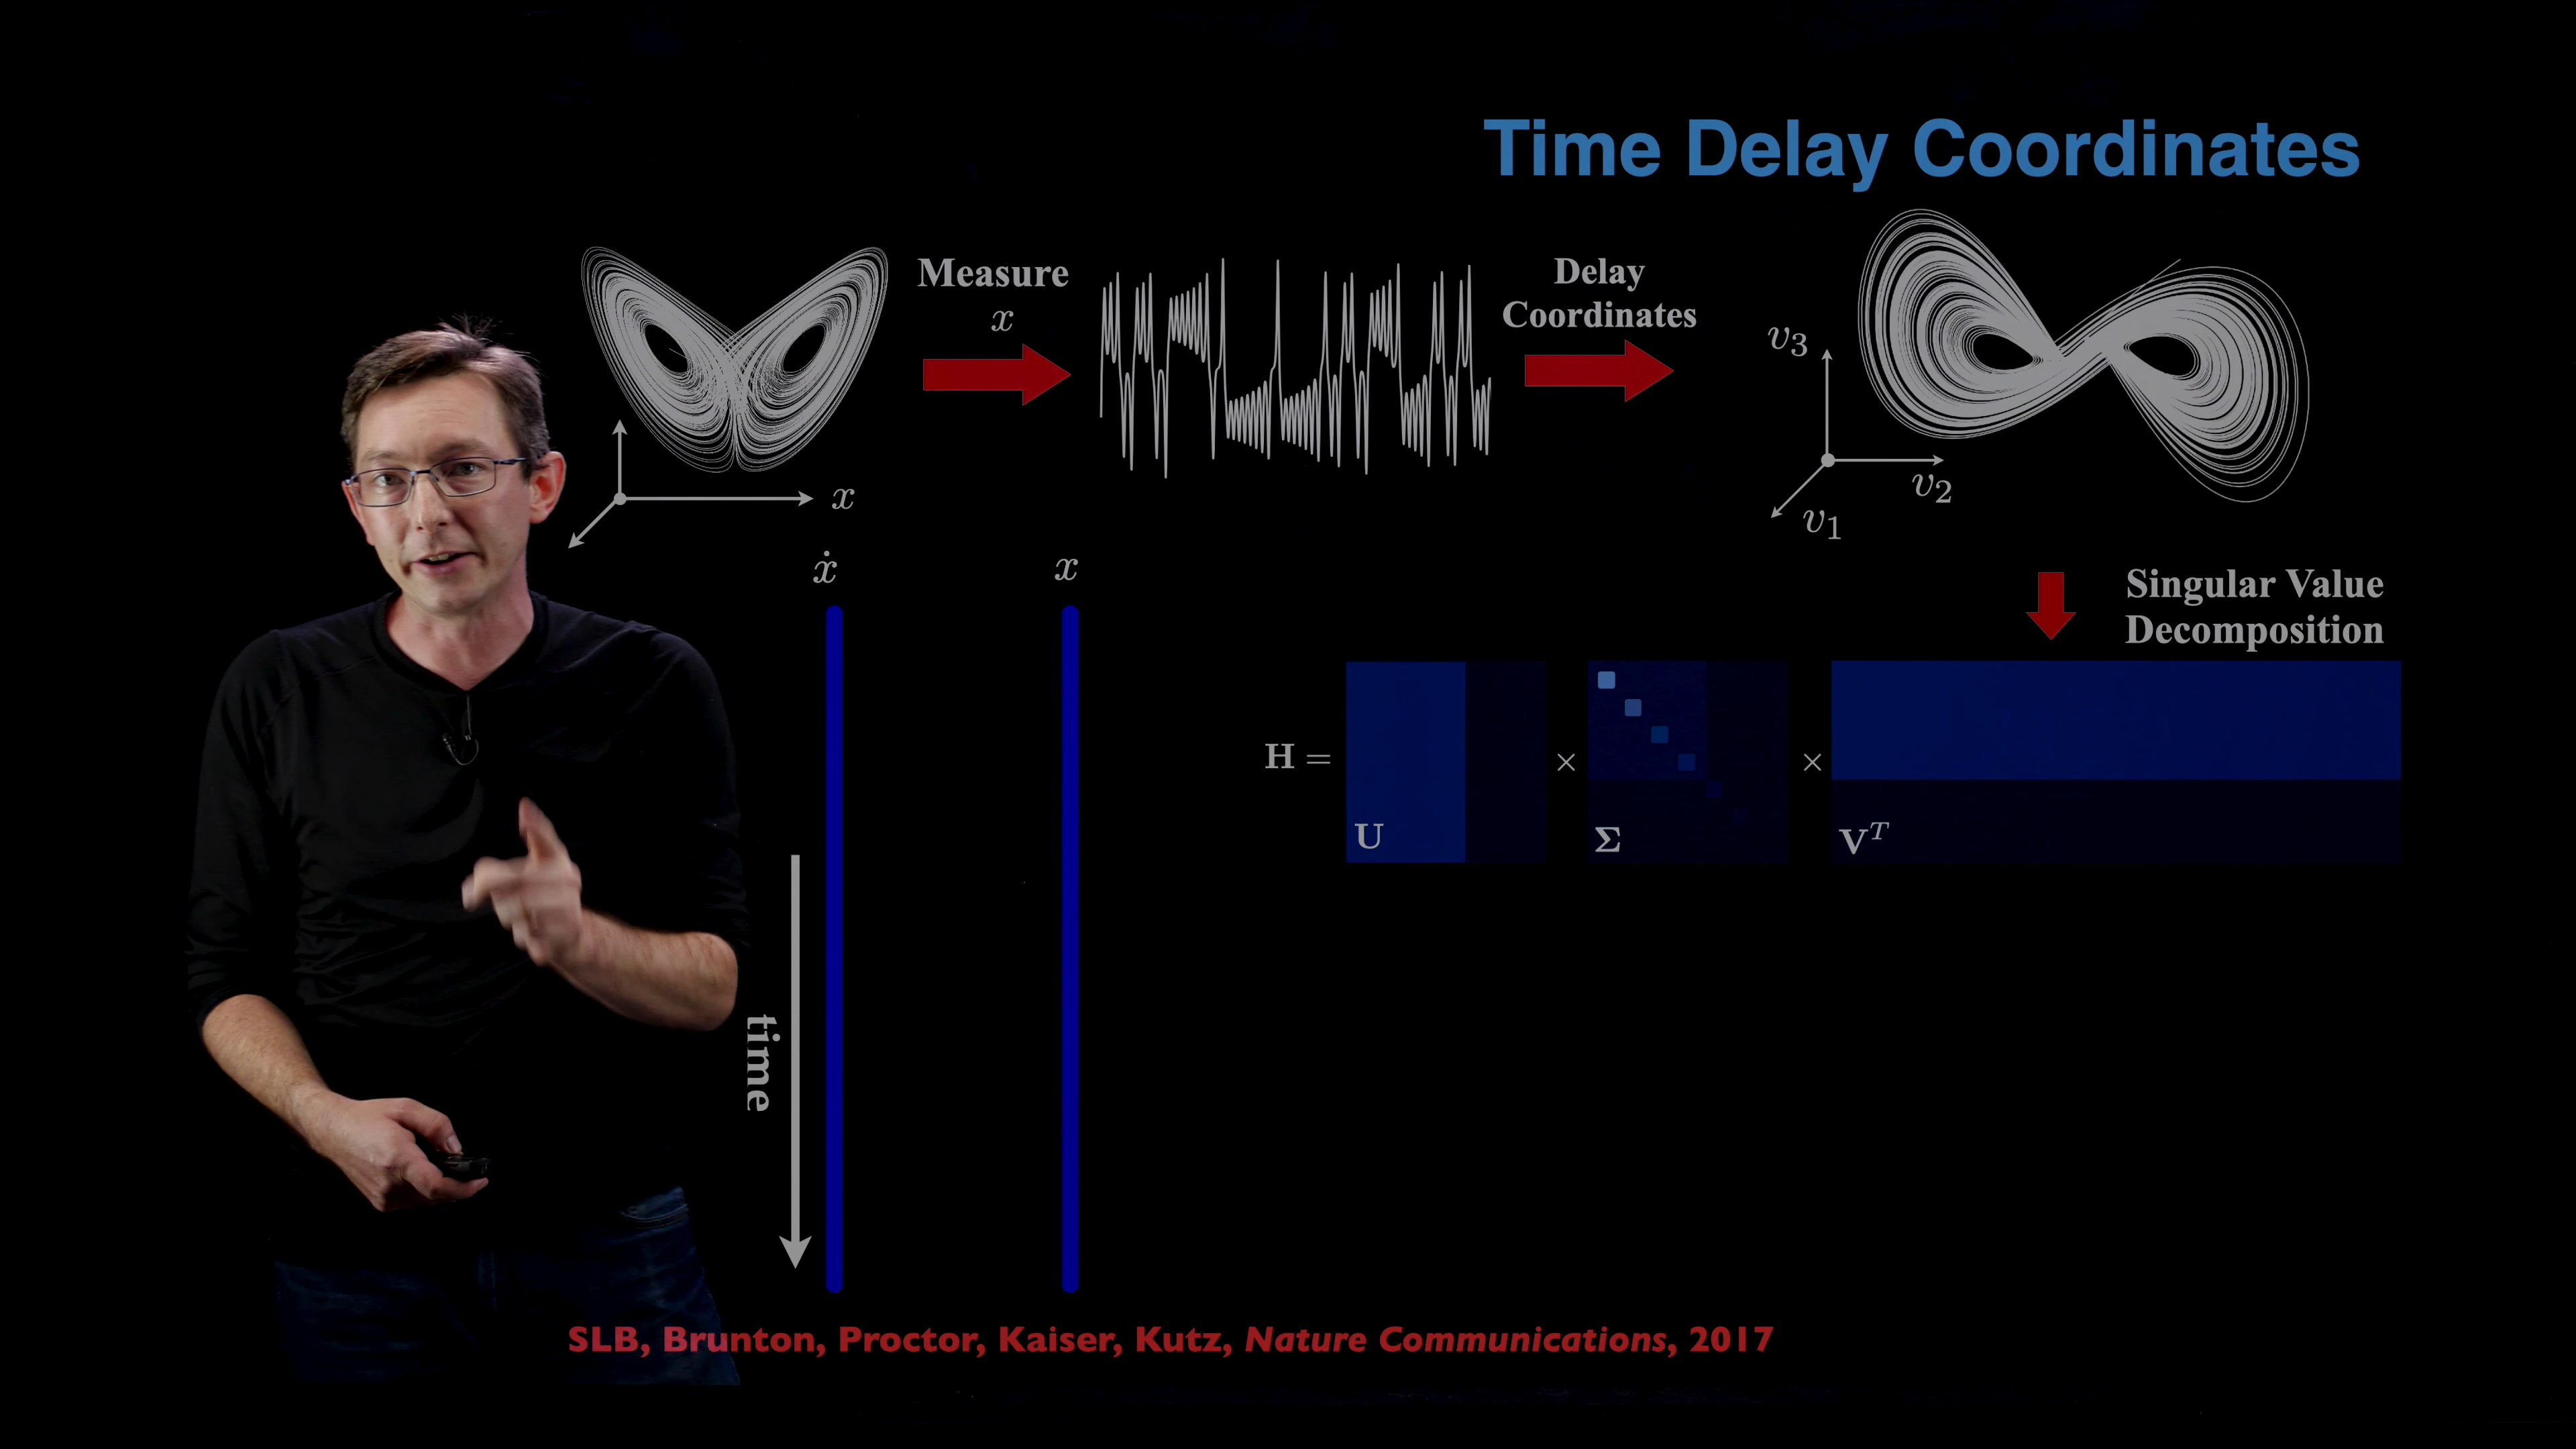 Time Delay Coordinates
Measure
x
Delay
Coordinates
v₃
v₂
v₁
x
ẋ
x
time
Singular Value
Decomposition
H = U × Σ × Vᵀ
SLB, Brunton, Proctor, Kaiser, Kutz, Nature Communications, 2017